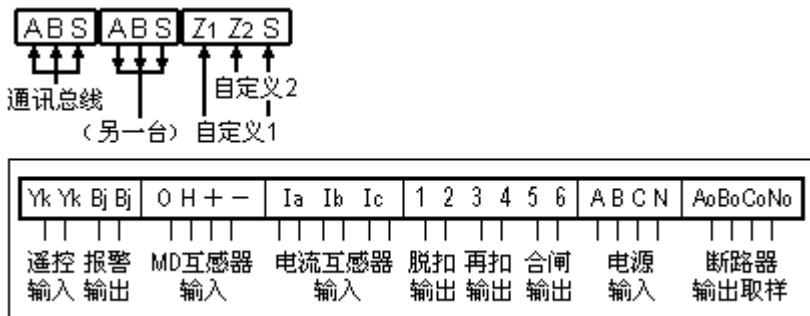 A B S A B S Z1 Z2 S
自定义2
通讯总线
(另一台) 自定义1
Yk Yk Bj Bj O H + − Ia Ib Ic 1 2 3 4 5 6 A B C N AoBoCoNo
遥控 报警 MD互感器 电流互感器 脱扣 再扣 合闸 电源 断路器
输入 输出 输入 输入 输出 输出 输出 输入 输出取样